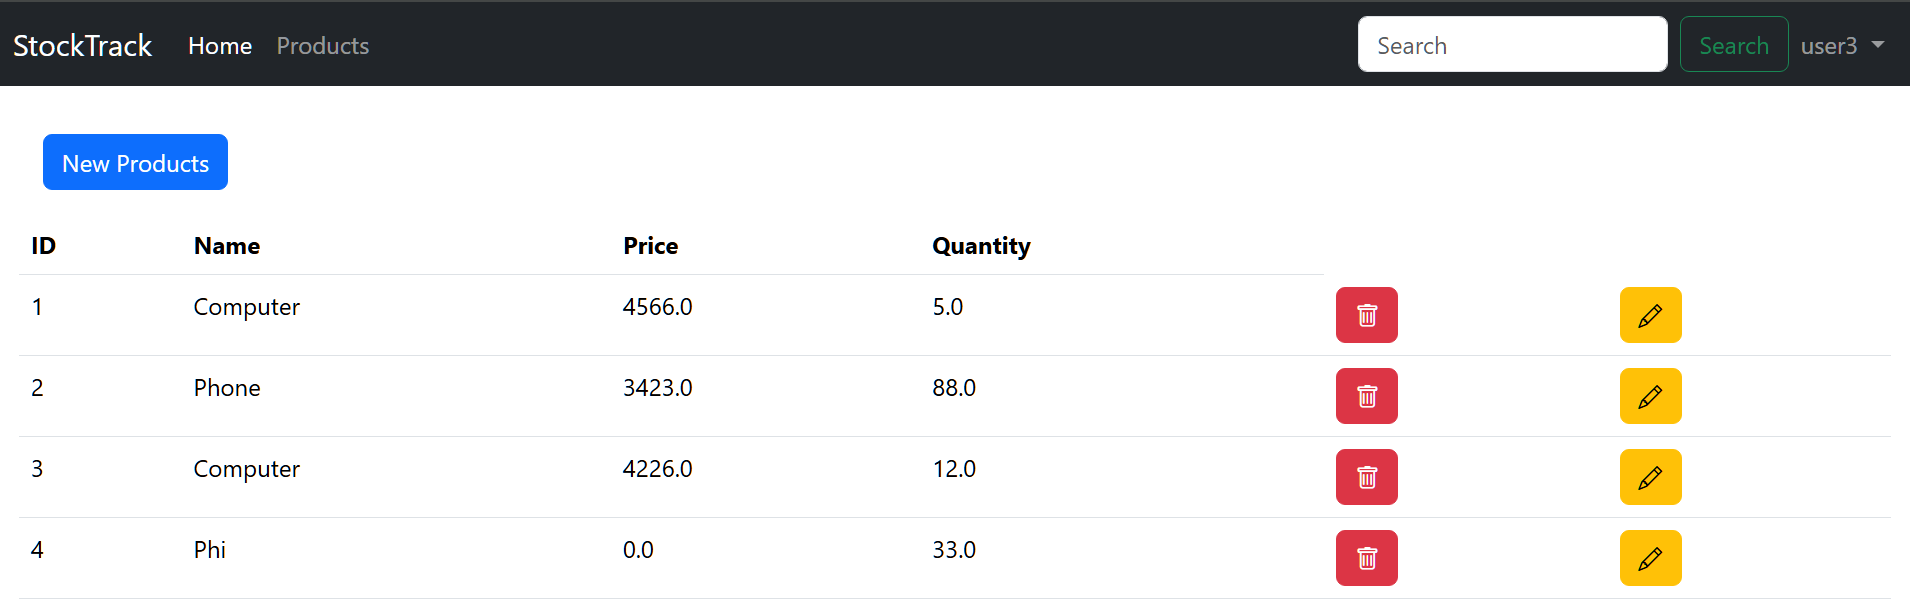 StockTrack Home Products Search Search user3
New Products
ID Name Price Quantity
1 Computer 4566.0 5.0
2 Phone 3423.0 88.0
3 Computer 4226.0 12.0
4 Phi 0.0 33.0